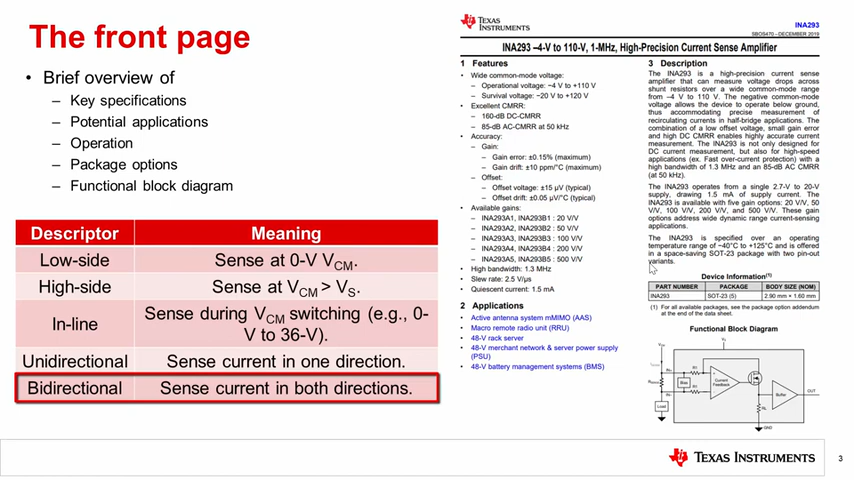 The front page
• Brief overview of
– Key specifications
– Potential applications
– Operation
– Package options
– Functional block diagram
Descriptor Meaning
Low-side Sense at 0-V VCM.
High-side Sense at VCM > VS.
In-line Sense during VCM switching (e.g., 0-
V to 36-V).
Unidirectional Sense current in one direction.
Bidirectional Sense current in both directions.
TEXAS
INSTRUMENTS
INA293
SBOS470 – DECEMBER 2019
INA293 –4-V to 110-V, 1-MHz, High-Precision Current Sense Amplifier
1 Features
• Wide common-mode voltage:
– Operational voltage: −4 V to +110 V
– Survival voltage: −20 V to +120 V
• Excellent CMRR:
– 160-dB DC-CMRR
– 85-dB AC-CMRR at 50 kHz
• Accuracy:
– Gain:
– Gain error: ±0.15% (maximum)
– Gain drift: ±10 ppm/°C (maximum)
– Offset:
– Offset voltage: ±15 μV (typical)
– Offset drift: ±0.05 μV/°C (typical)
• Available gains:
– INA293A1, INA293B1 : 20 V/V
– INA293A2, INA293B2 : 50 V/V
– INA293A3, INA293B3 : 100 V/V
– INA293A4, INA293B4 : 200 V/V
– INA293A5, INA293B5 : 500 V/V
• High bandwidth: 1.3 MHz
• Slew rate: 2.5 V/μs
• Quiescent current: 1.5 mA
2 Applications
• Active antenna system mMIMO (AAS)
• Macro remote radio unit (RRU)
• 48-V rack server
• 48-V merchant network & server power supply
(PSU)
• 48-V battery management systems (BMS)
3 Description
The INA293 is a high-precision current sense
amplifier that can measure voltage drops across
shunt resistors over a wide common-mode range
from −4 V to 110 V. The negative common-mode
voltage allows the device to operate below ground,
thus accommodating precise measurement of
recirculating currents in half-bridge applications. The
combination of a low offset voltage, small gain error
and high DC CMRR enables highly accurate current
measurement. The INA293 is not only designed for
DC current measurement, but also for high-speed
applications (ex. Fast over-current protection) with a
high bandwidth of 1.3 MHz and an 85-dB AC CMRR
(at 50 kHz).
The INA293 operates from a single 2.7-V to 20-V
supply, drawing 1.5 mA of supply current. The
INA293 is available with five gain options: 20 V/V, 50
V/V, 100 V/V, 200 V/V, and 500 V/V. These gain
options address wide dynamic range current-sensing
applications.
The INA293 is specified over an operating
temperature range of −40°C to +125°C and is offered
in a space-saving SOT-23 package with two pin-out
variants.
Device Information(1)
PART NUMBER PACKAGE BODY SIZE (NOM)
INA293 SOT-23 (5) 2.90 mm × 1.60 mm
(1) For all available packages, see the package option addendum
at the end of the data sheet.
Functional Block Diagram
VS
R1
Bias
Current
Feedback
R1
Buffer
OUT
Load
RL
GND
TEXAS INSTRUMENTS
3